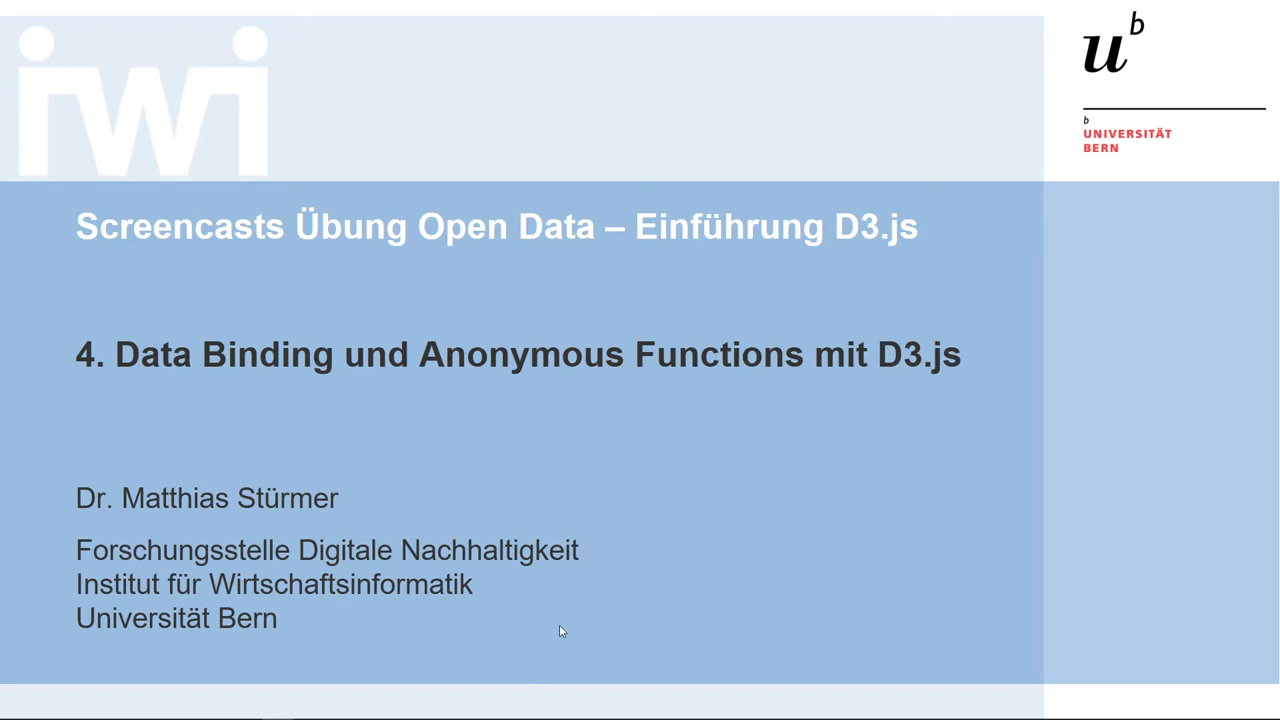 iwi
u b
b
UNIVERSITÄT
BERN
Screencasts Übung Open Data – Einführung D3.js
4. Data Binding und Anonymous Functions mit D3.js
Dr. Matthias Stürmer
Forschungsstelle Digitale Nachhaltigkeit
Institut für Wirtschaftsinformatik
Universität Bern